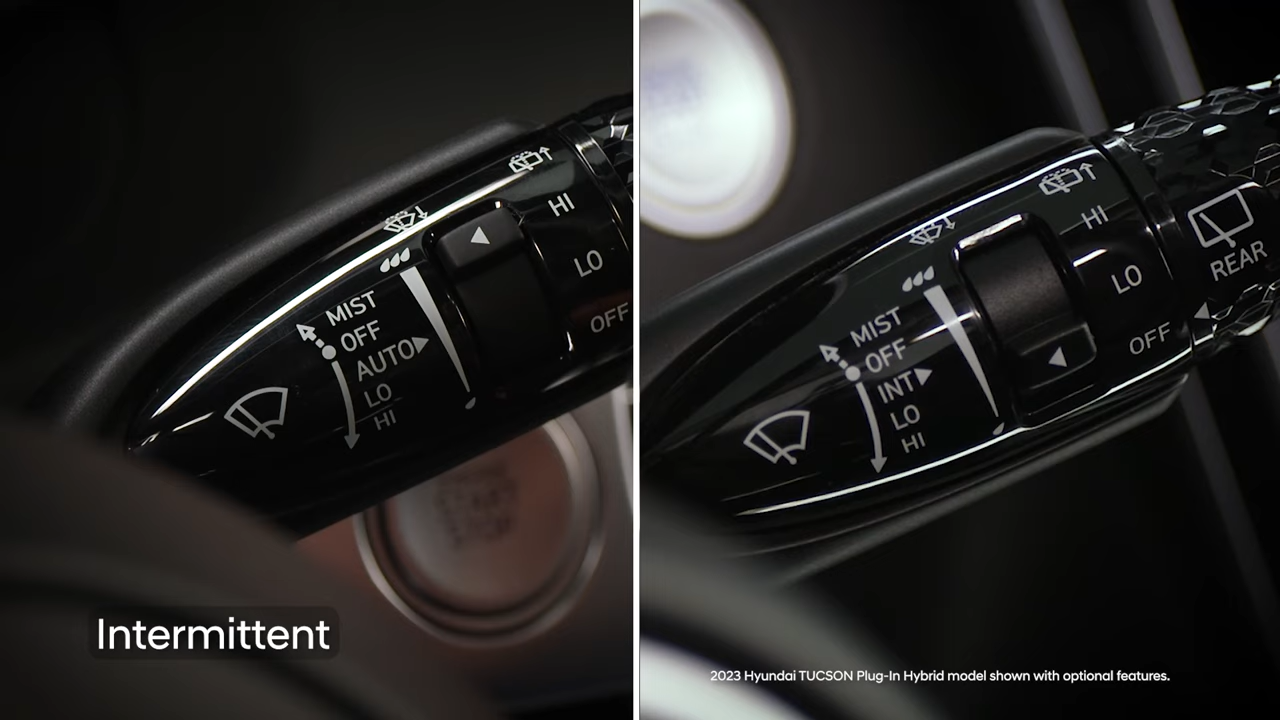 HI
LO
OFF
MIST
OFF
AUTO
LO
HI
Intermittent
HI
LO
OFF
REAR
MIST
OFF
INT
LO
HI
2023 Hyundai TUCSON Plug-In Hybrid model shown with optional features.